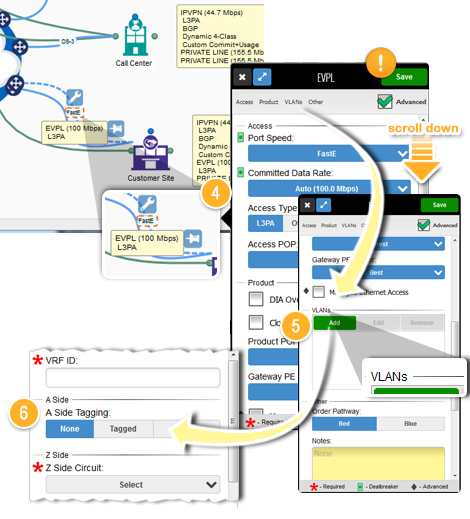 DS-3
Call Center
IPVPN (44.7 Mbps)
L3PA
BGP
Dynamic 4-Class
Custom Commit+Usage
PRIVATE LINE (155.5 Mb
PRIVATE LINE (155.5 Mb
FastE
EVPL (100 Mbps)
L3PA
Customer Site
IPVPN (44
L3PA
BGP
Dynamic
Custom C
EVPL (100
L3PA
PRIVATE
PRIVATE
4
FastE
EVPL (100 Mbps)
L3PA
!
EVPL
Save
Access
Product
VLANs
Other
Advanced
Access
Port Speed:
FastE
Committed Data Rate:
Auto (100.0 Mbps)
Access Type
L3PA
Access POP:
Product
DIA Ove
Product PO
Gateway PE
* - Required
scroll down
Save
Access
Product
VLANs
Other
Advanced
Gateway PE
Best
Ethernet Access
VLANs
5
Add
Edit
Remove
VLANs
Other
Order Pathway:
Red
Blue
Notes:
None
* - Required
- Dealbreaker
- Advanced
* VRF ID:
6
A Side
A Side Tagging:
None
Tagged
Z Side
* Z Side Circuit:
Select